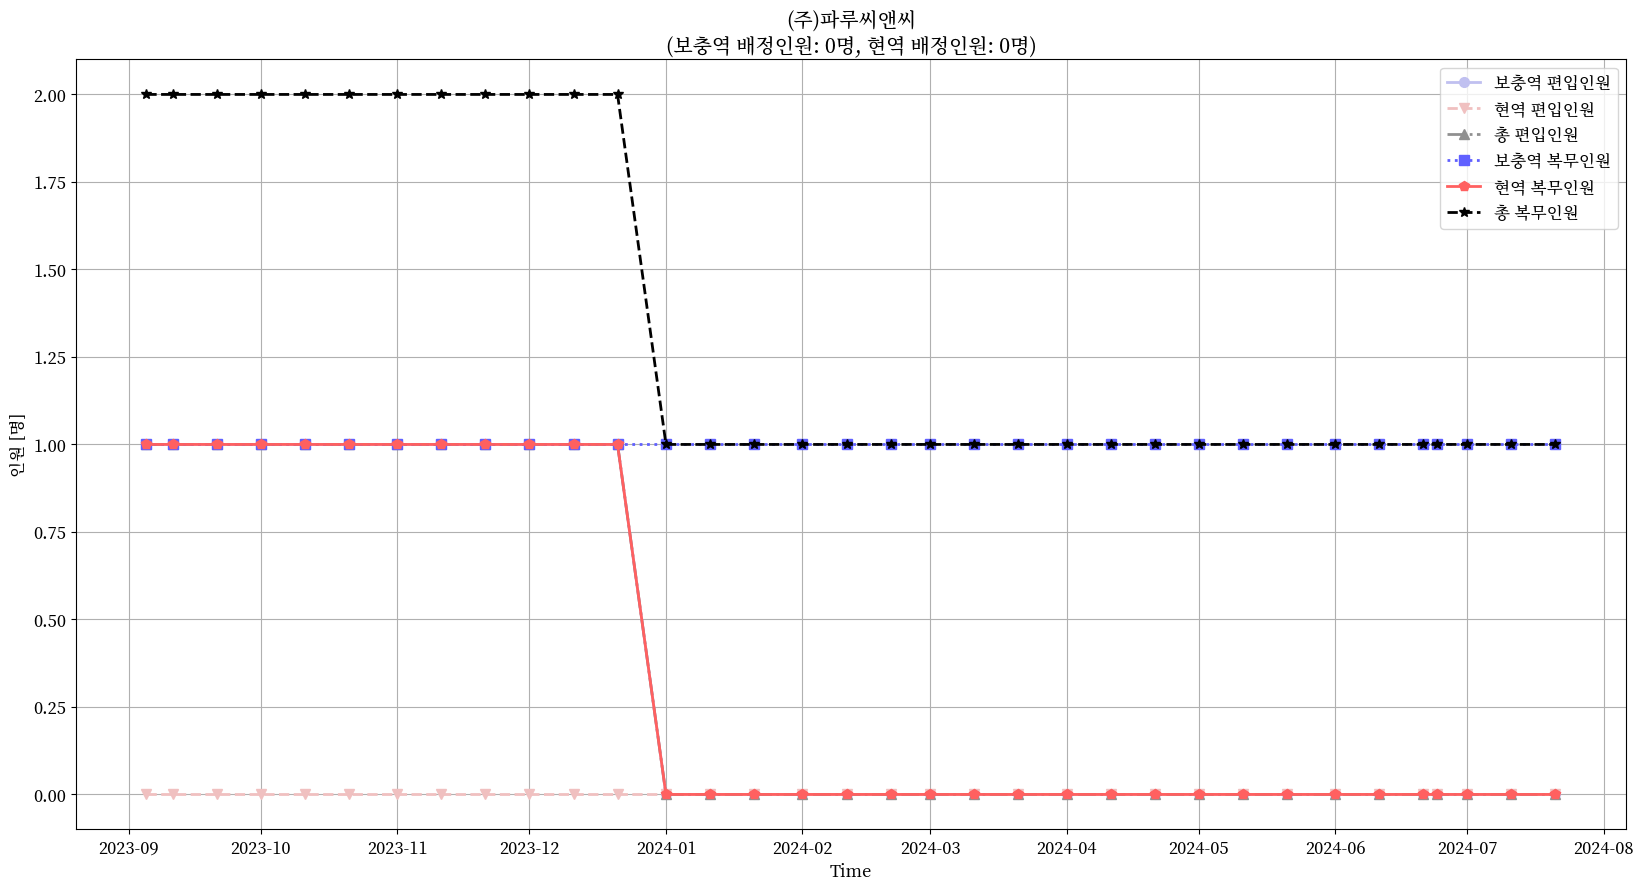 (주)파루씨앤씨
(보충역 배정인원: 0명, 현역 배정인원: 0명)
보충역 편입인원
현역 편입인원
총 편입인원
보충역 복무인원
현역 복무인원
총 복무인원
2.00
1.75
1.50
1.25
1.00
0.75
0.50
0.25
0.00
인원 [명]
2023-09 2023-10 2023-11 2023-12 2024-01 2024-02 2024-03 2024-04 2024-05 2024-06 2024-07 2024-08
Time